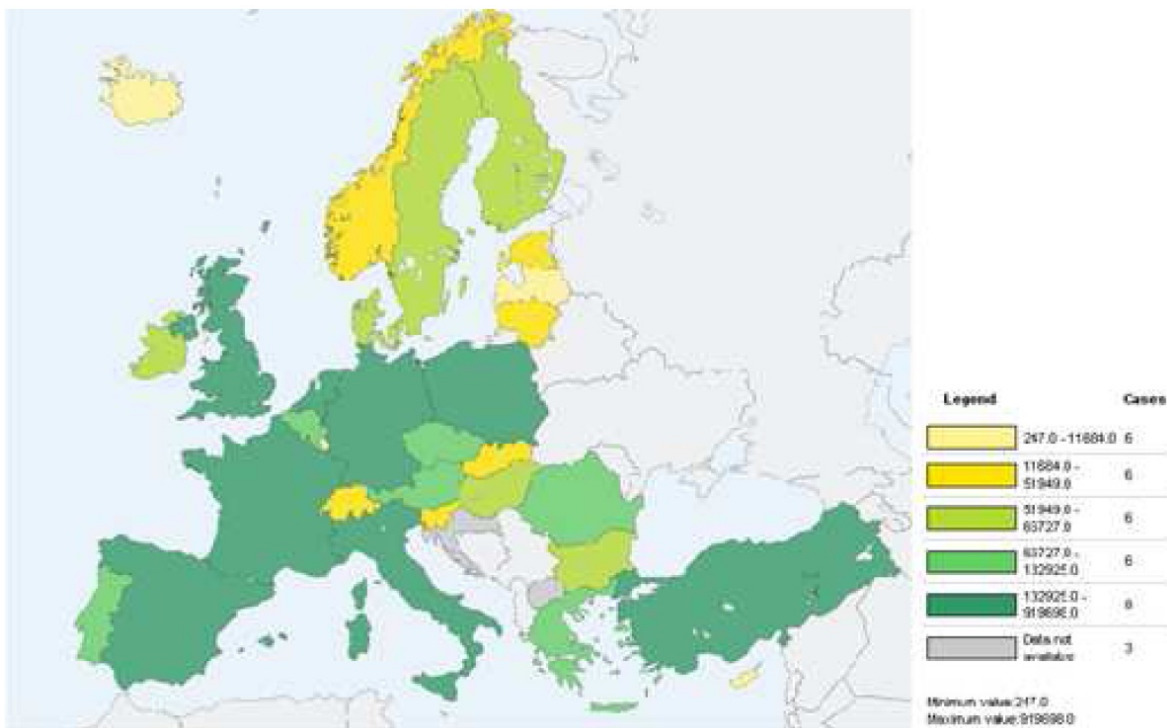 Legend Cases
247.0 - 11684.0 6
11684.0 -
51949.0 6
51949.0 -
63727.0 6
63727.0 -
132925.0 6
132925.0 -
919698.0 8
Data not
available 3
Minimum value:247.0
Maximum value:919698.0